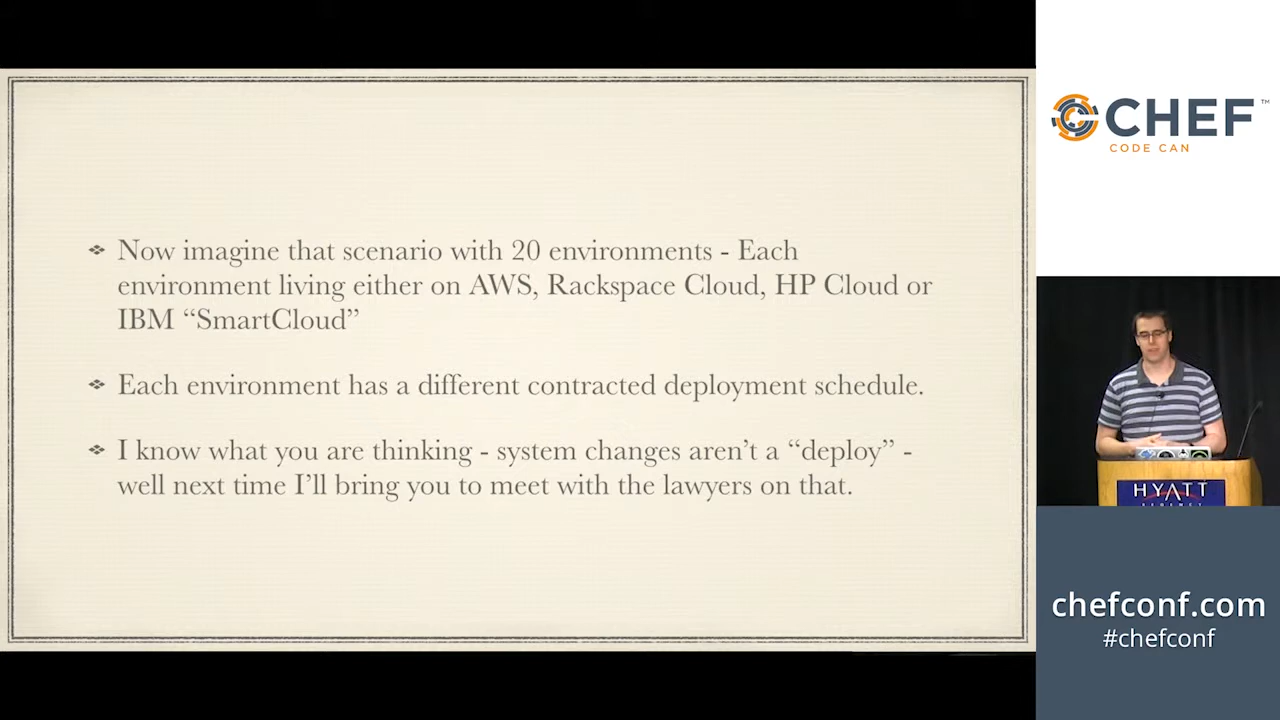 Now imagine that scenario with 20 environments - Each
environment living either on AWS, Rackspace Cloud, HP Cloud or
IBM “SmartCloud”
Each environment has a different contracted deployment schedule.
I know what you are thinking - system changes aren’t a “deploy” -
well next time I’ll bring you to meet with the lawyers on that.
CHEF™
CODE CAN
HYATT
chefconf.com
#chefconf